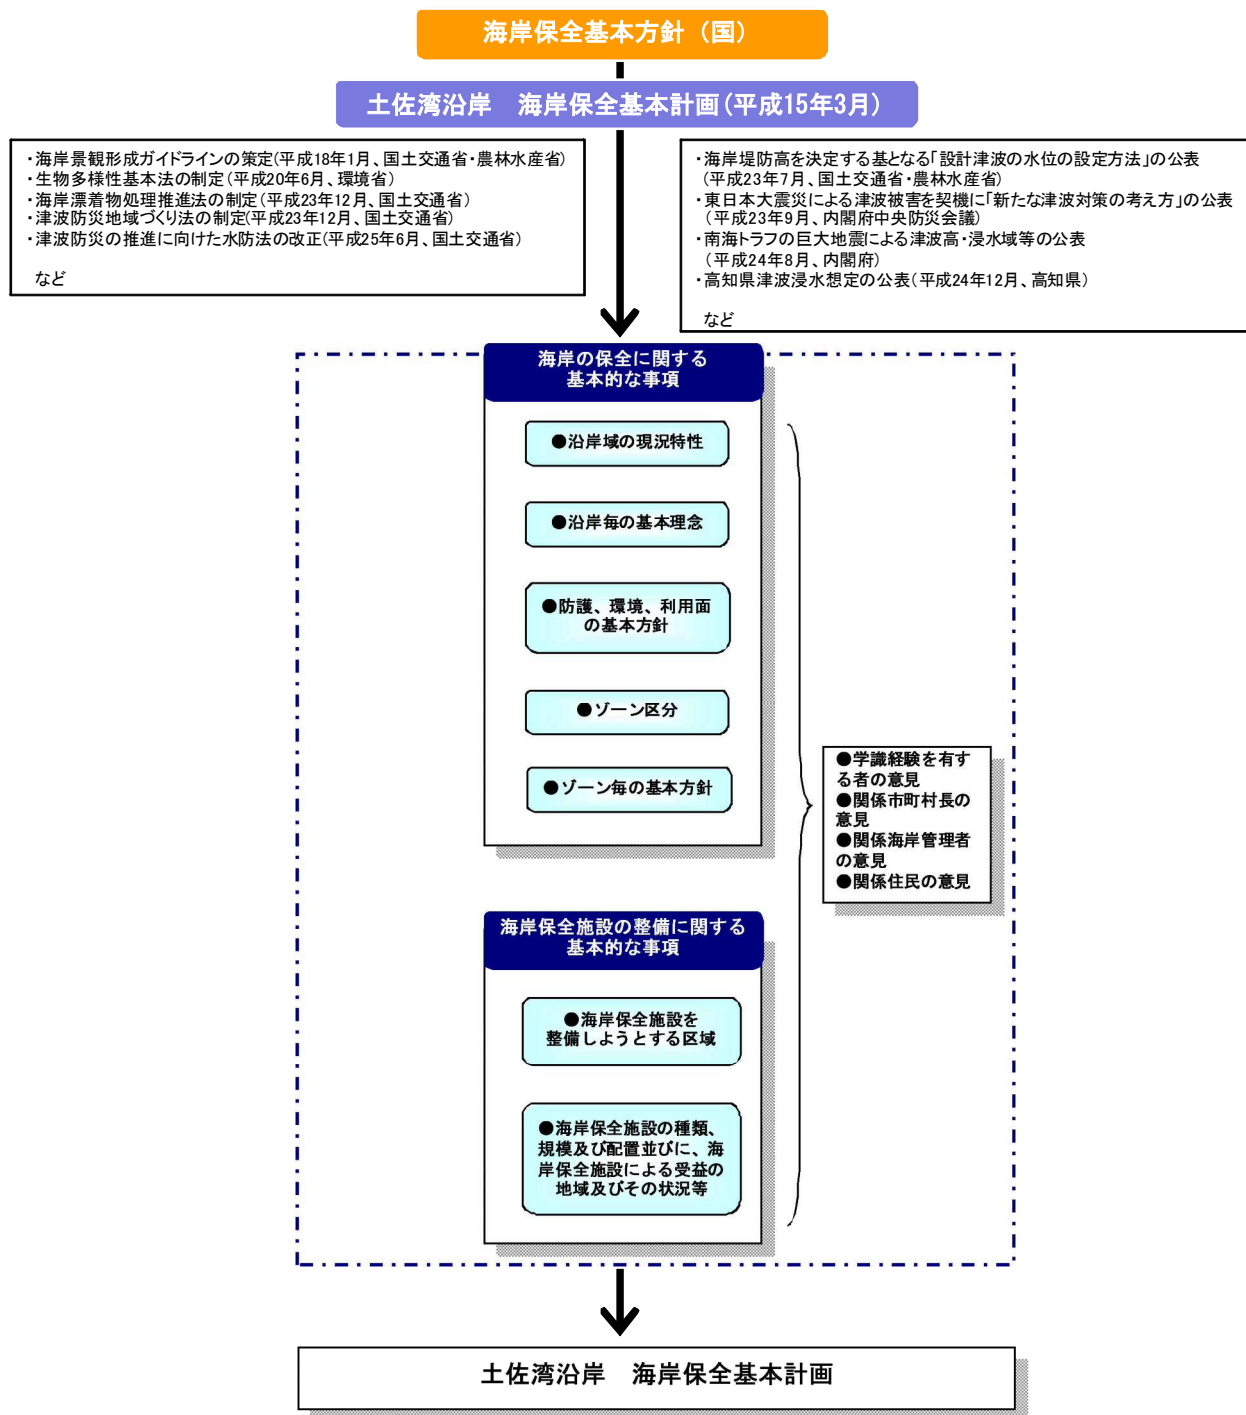 海岸保全基本方針（国）
土佐湾沿岸　海岸保全基本計画(平成15年3月)
・海岸景観形成ガイドラインの策定(平成18年1月、国土交通省・農林水産省)
・生物多様性基本法の制定(平成20年6月、環境省)
・海岸漂着物処理推進法の制定(平成23年12月、国土交通省)
・津波防災地域づくり法の制定(平成23年12月、国土交通省)
・津波防災の推進に向けた水防法の改正(平成25年6月、国土交通省)
など
・海岸堤防高を決定する基となる「設計津波の水位の設定方法」の公表
(平成23年7月、国土交通省・農林水産省)
・東日本大震災による津波被害を契機に「新たな津波対策の考え方」の公表
(平成23年9月、内閣府中央防災会議)
・南海トラフの巨大地震による津波高・浸水域等の公表
(平成24年8月、内閣府)
・高知県津波浸水想定の公表(平成24年12月、高知県)
など
海岸の保全に関する
基本的な事項
●沿岸域の現況特性
●沿岸毎の基本理念
●防護、環境、利用面
の基本方針
●ゾーン区分
●ゾーン毎の基本方針
●学識経験を有す
る者の意見
●関係市町村長の
意見
●関係海岸管理者
の意見
●関係住民の意見
海岸保全施設の整備に関する
基本的な事項
●海岸保全施設を
整備しようとする区域
●海岸保全施設の種類、
規模及び配置並びに、海
岸保全施設による受益の
地域及びその状況等
土佐湾沿岸　海岸保全基本計画